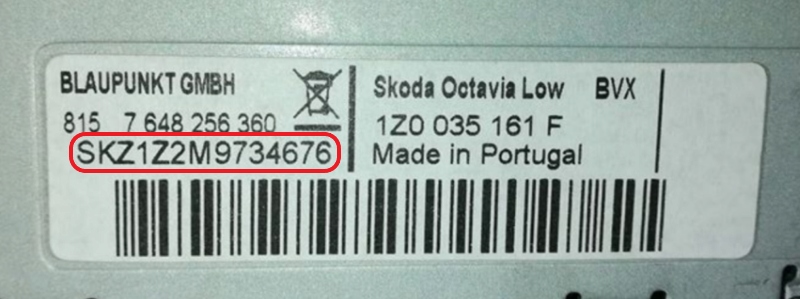 BLAUPUNKT GMBH
815 7 648 256 360
SKZ1Z2M9734676
Skoda Octavia Low BVX
1Z0 035 161 F
Made in Portugal